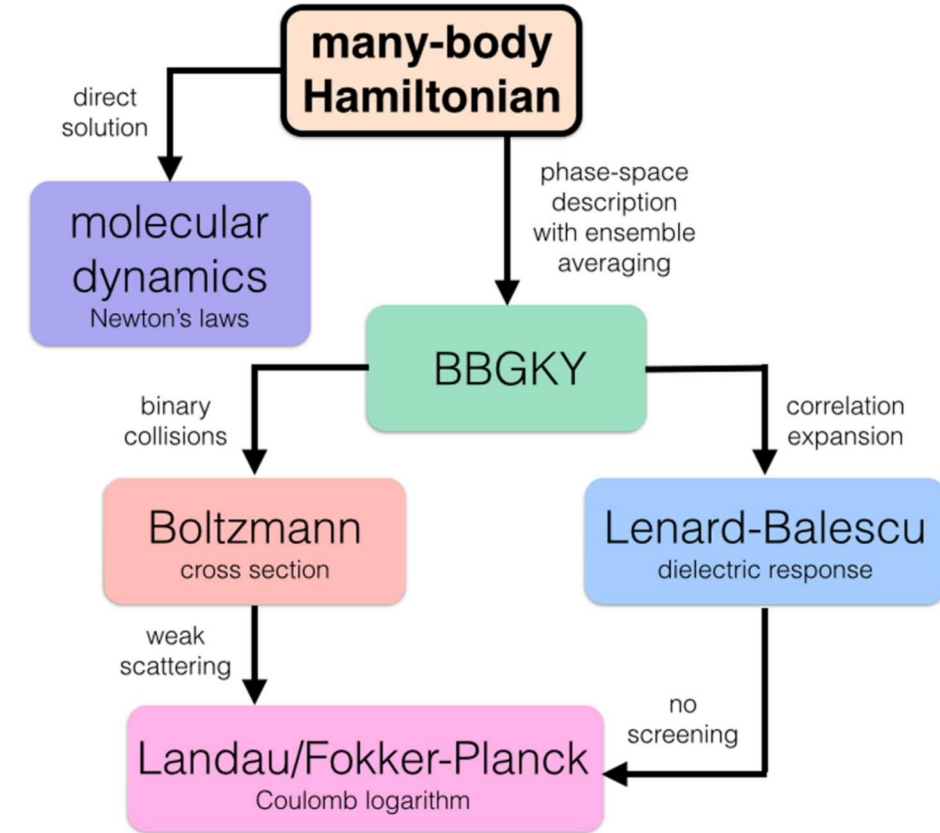 many-body
Hamiltonian
direct
solution
phase-space
description
with ensemble
averaging
molecular
dynamics
Newton's laws
BBGKY
binary
collisions
correlation
expansion
Boltzmann
cross section
Lenard-Balescu
dielectric response
weak
scattering
no
screening
Landau/Fokker-Planck
Coulomb logarithm